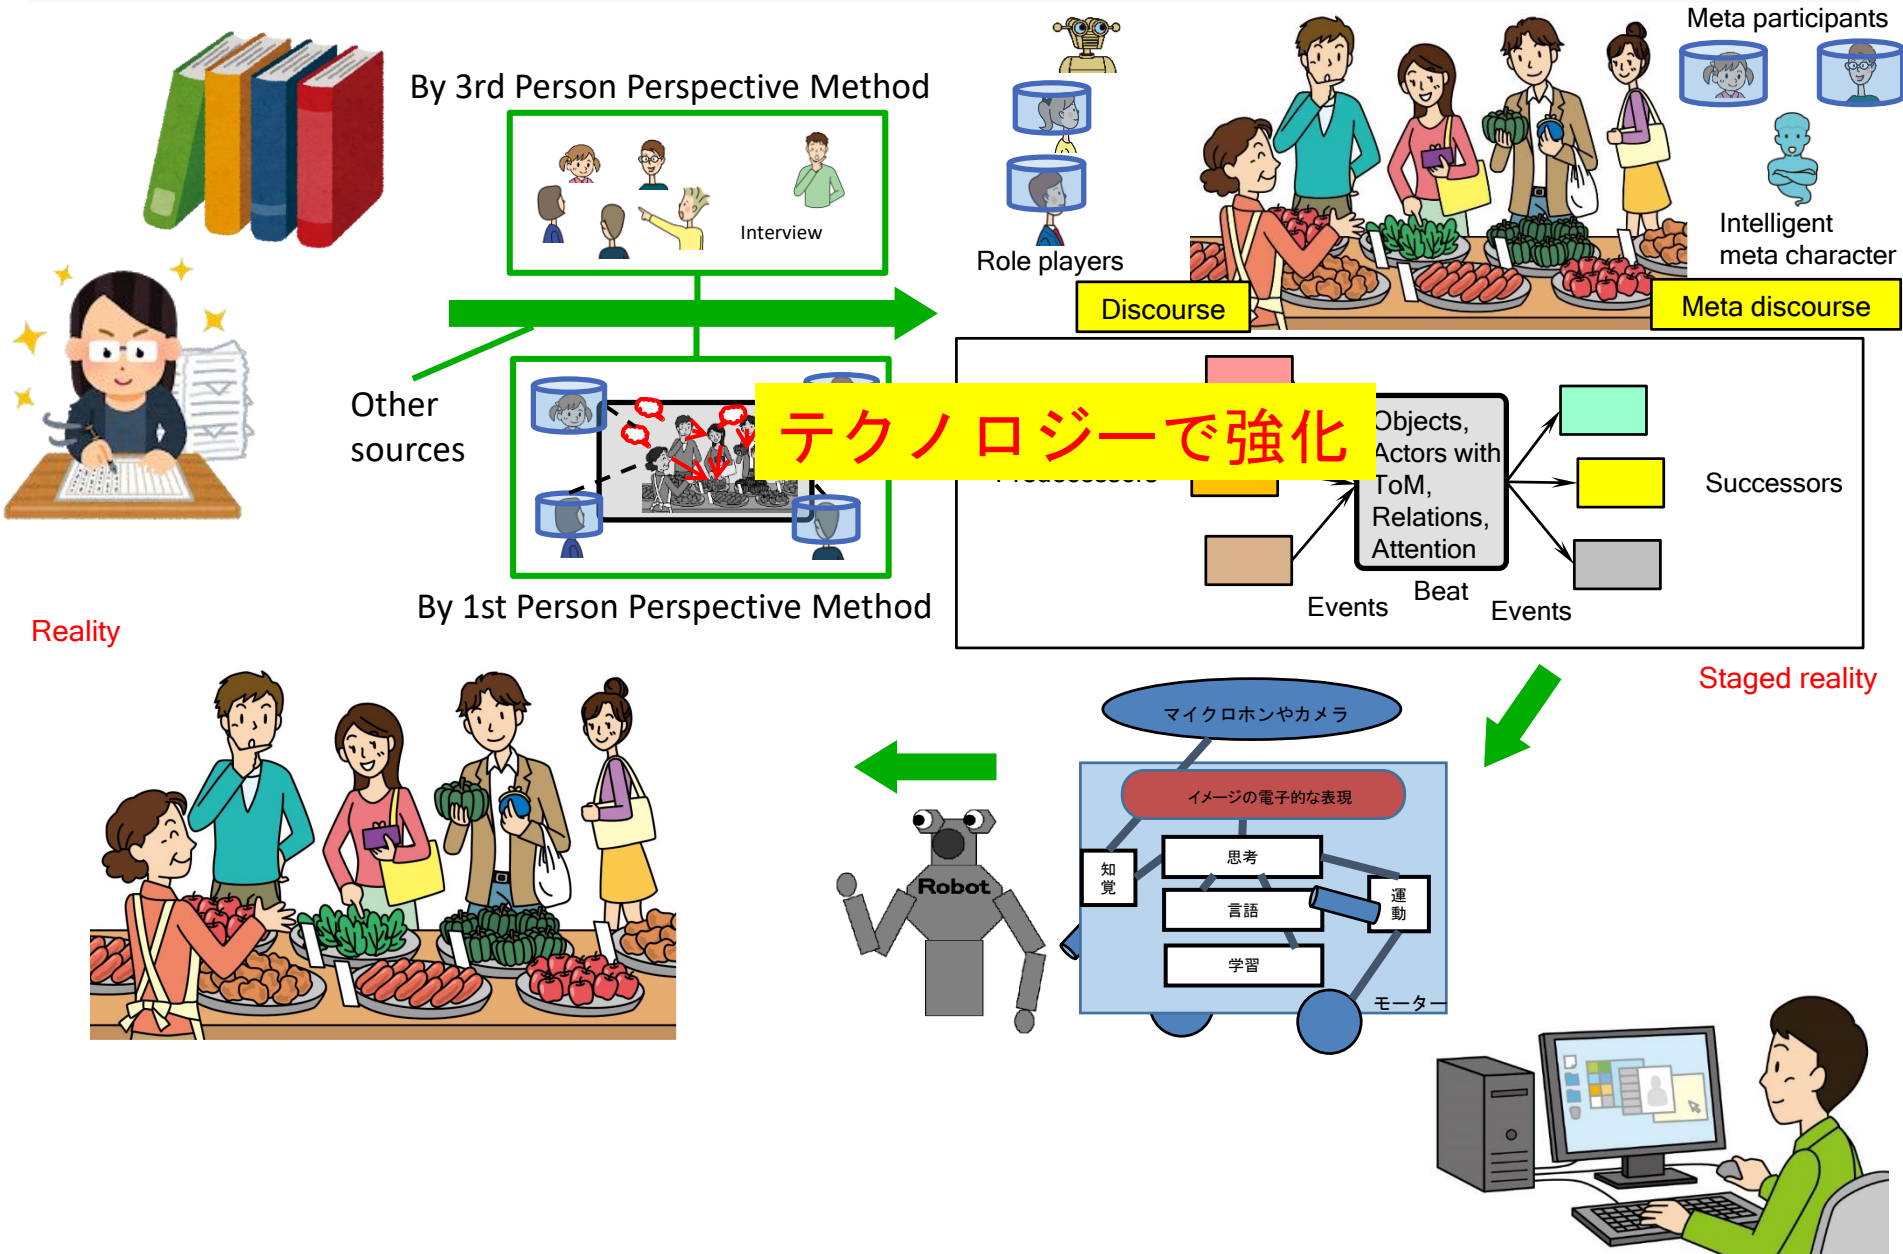 Meta participants
By 3rd Person Perspective Method
Interview
Role players
Intelligent
meta character
Discourse
Meta discourse
Other
sources
テクノロジーで強化
Objects,
Actors with
ToM,
Relations,
Attention
Successors
Beat
Events
Events
By 1st Person Perspective Method
Reality
Staged reality
マイクロホンやカメラ
イメージの電子的な表現
思考
知覚
言語
運動
学習
モーター
Robot